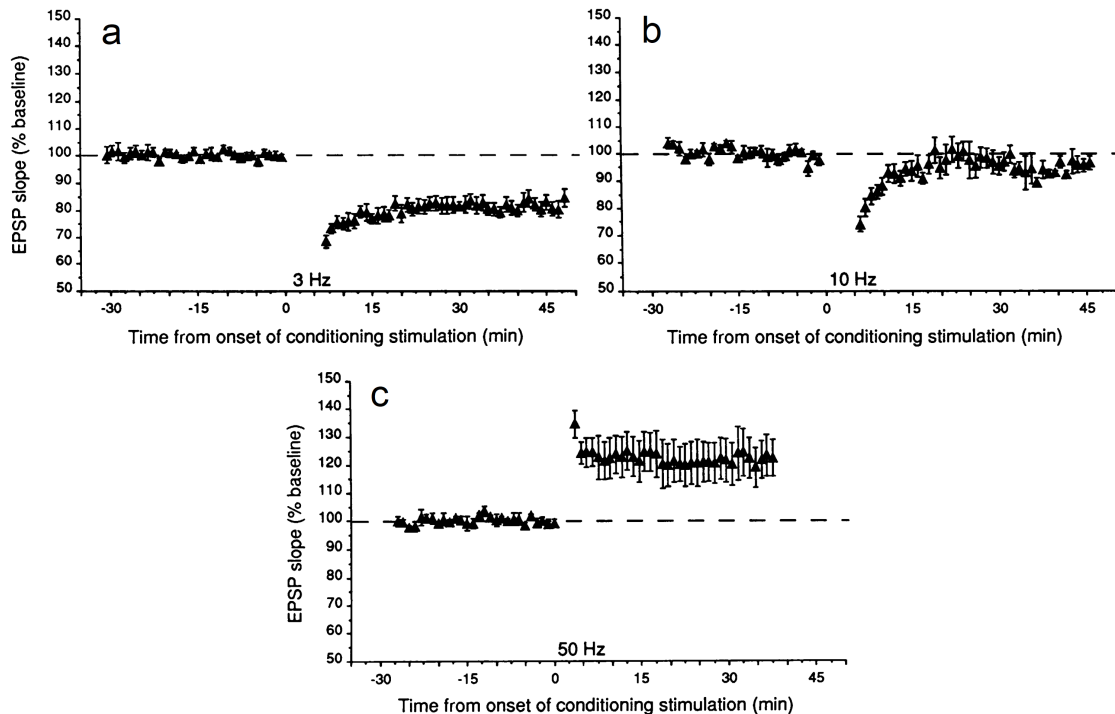 a
150
140
130
120
110
100
90
80
70
60
50
EPSP slope (% baseline)
3 Hz
-30 -15 0 15 30 45
Time from onset of conditioning stimulation (min)
b
150
140
130
120
110
100
90
80
70
60
50
10 Hz
-30 -15 0 15 30 45
Time from onset of conditioning stimulation (min)
c
150
140
130
120
110
100
90
80
70
60
50
EPSP slope (% baseline)
50 Hz
-30 -15 0 15 30 45
Time from onset of conditioning stimulation (min)